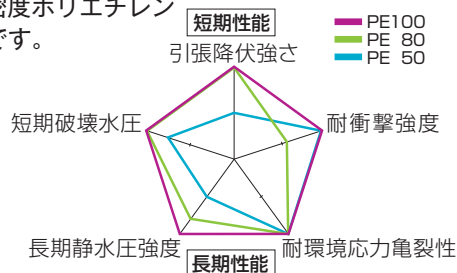 密度ポリエチレン
です。
短期性能
引張降伏強さ
PE100
PE 80
PE 50
短期破壊水圧
耐衝撃強度
長期静水圧強度
耐環境応力亀裂性
長期性能